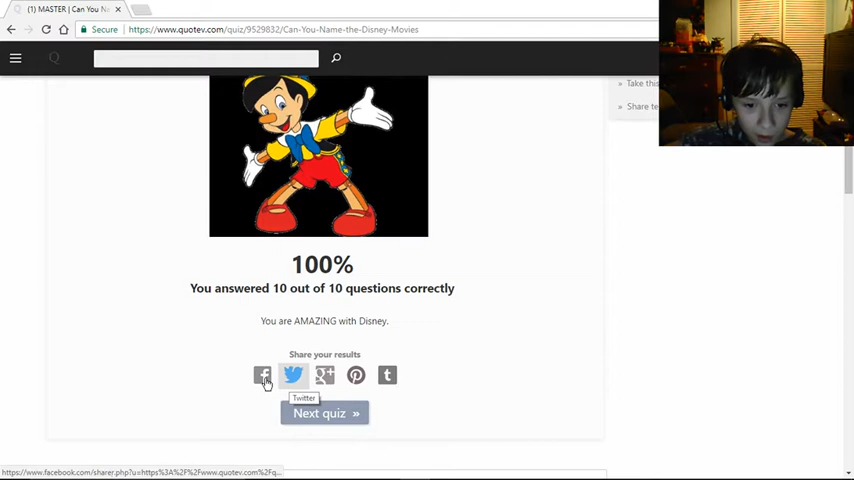 (1) MASTER | Can You N
Secure
https://www.quotev.com/quiz/9529832/Can-You-Name-the-Disney-Movies
Q
» Take this
» Share te
100%
You answered 10 out of 10 questions correctly
You are AMAZING with Disney.
Share your results
f g+ t
Twitter
Next quiz »
https://www.facebook.com/sharer.php?u=https%3A%2F%2Fwww.quotev.com%2Fq...